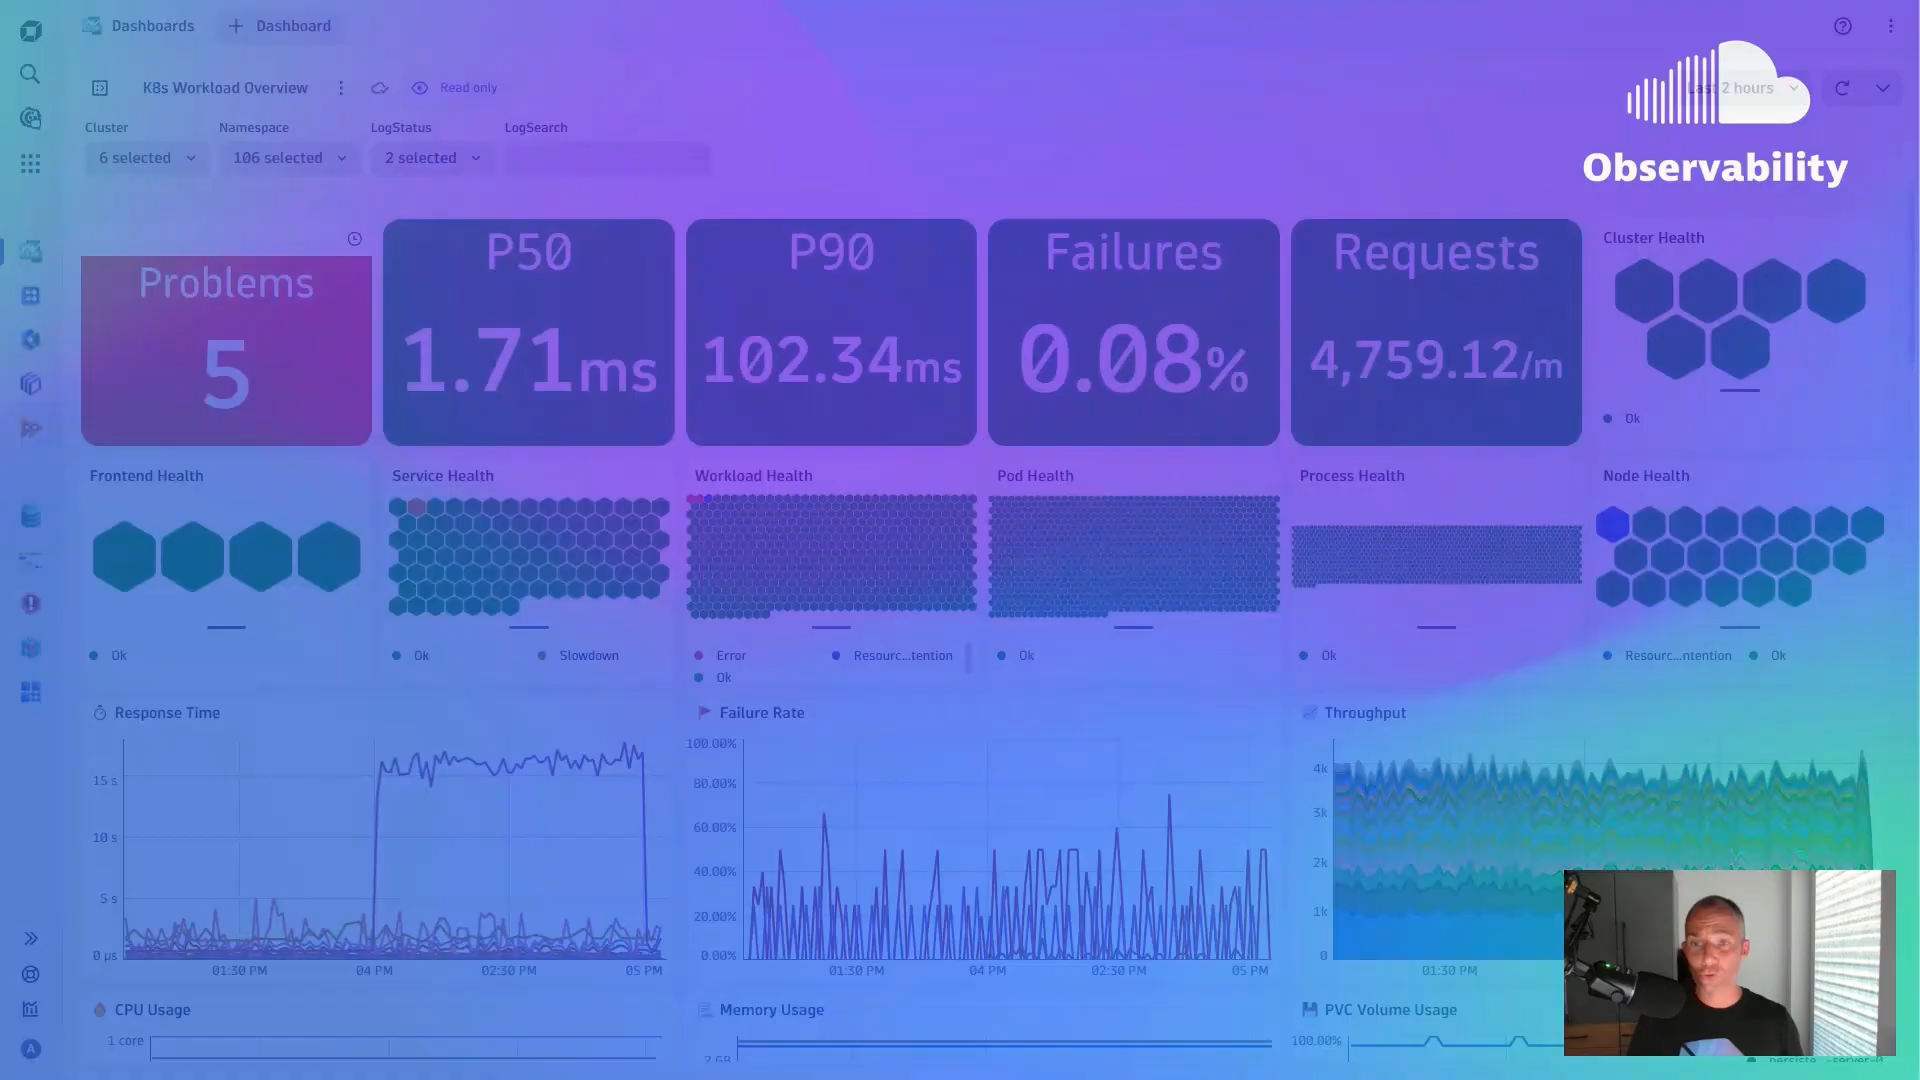 Dashboards
Dashboard
K8s Workload Overview
Read only
Last 2 hours
Observability
Cluster
Namespace
LogStatus
LogSearch
6 selected
106 selected
2 selected
Problems
5
P50
1.71ms
P90
102.34ms
Failures
0.08%
Requests
4,759.12/m
Cluster Health
Ok
Frontend Health
Ok
Service Health
Ok
Slowdown
Workload Health
Error
Resourc...tention
Ok
Pod Health
Ok
Process Health
Ok
Node Health
Resourc...ntention
Ok
Response Time
15 s
10 s
5 s
0 µs
01:30 PM
04 PM
02:30 PM
05 PM
Failure Rate
100.00%
80.00%
60.00%
40.00%
20.00%
0.00%
01:30 PM
04 PM
02:30 PM
05 PM
Throughput
4k
3k
2k
1k
0
01:30 PM
CPU Usage
1 core
Memory Usage
2 GB
PVC Volume Usage
100.00%
A